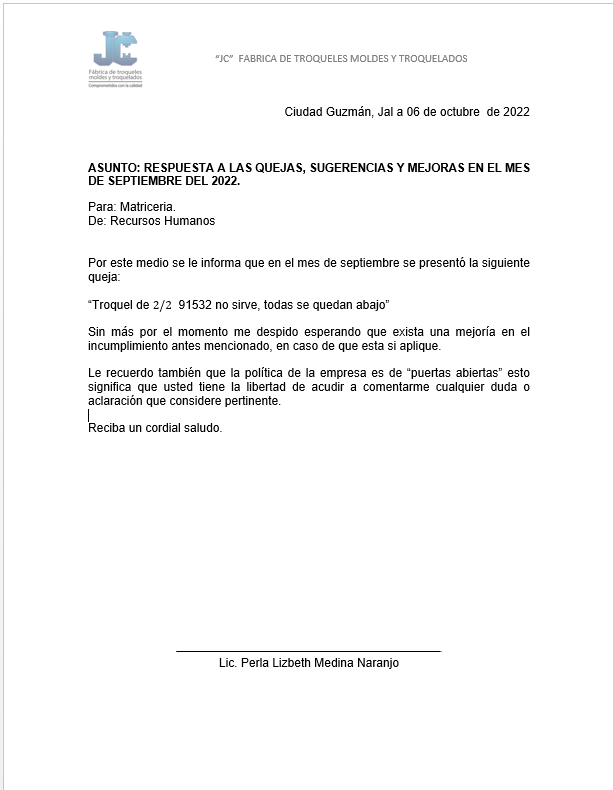 JC
Fábrica de troqueles
moldes y troquelados
Comprometidos con la calidad
“JC” FABRICA DE TROQUELES MOLDES Y TROQUELADOS
Ciudad Guzmán, Jal a 06 de octubre de 2022
ASUNTO: RESPUESTA A LAS QUEJAS, SUGERENCIAS Y MEJORAS EN EL MES
DE SEPTIEMBRE DEL 2022.
Para: Matriceria.
De: Recursos Humanos
Por este medio se le informa que en el mes de septiembre se presentó la siguiente
queja:
“Troquel de 2/2 91532 no sirve, todas se quedan abajo”
Sin más por el momento me despido esperando que exista una mejoría en el
incumplimiento antes mencionado, en caso de que esta si aplique.
Le recuerdo también que la política de la empresa es de “puertas abiertas” esto
significa que usted tiene la libertad de acudir a comentarme cualquier duda o
aclaración que considere pertinente.
Reciba un cordial saludo.
Lic. Perla Lizbeth Medina Naranjo